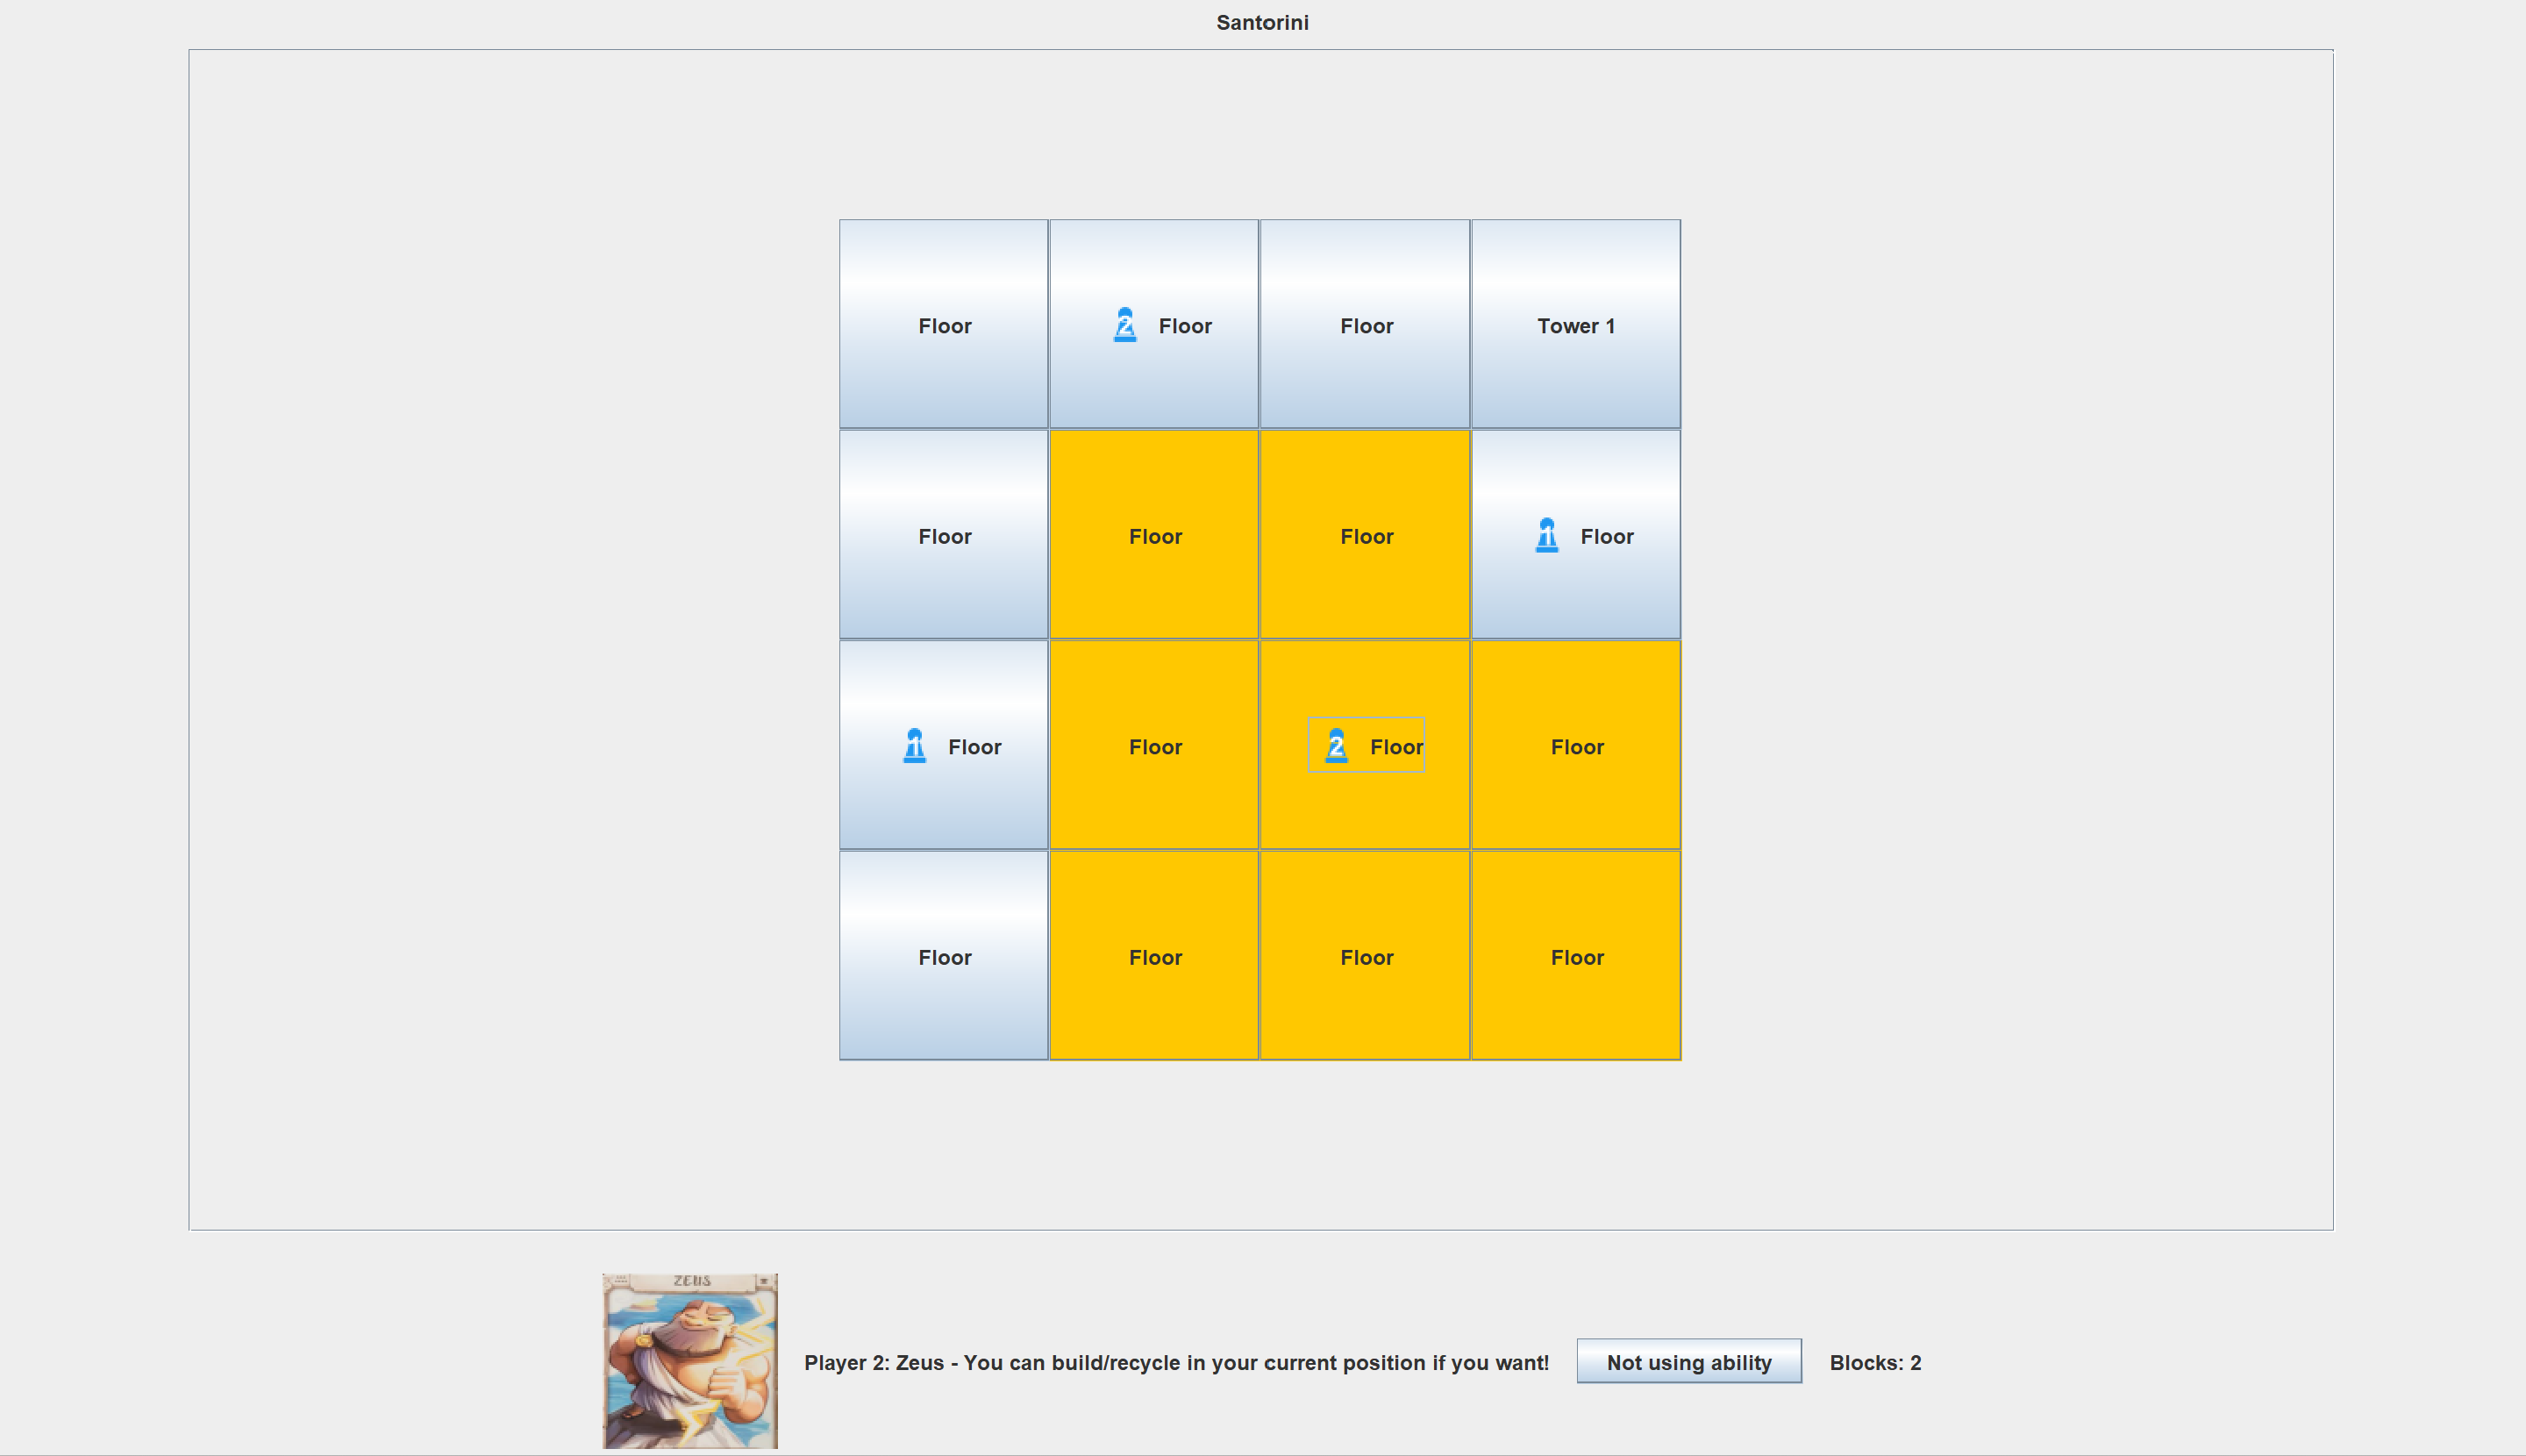 Santorini
Floor 2 Floor Floor Tower 1
Floor Floor Floor 1 Floor
1 Floor Floor 2 Floor Floor
Floor Floor Floor Floor
ZEUS
Player 2: Zeus - You can build/recycle in your current position if you want! Not using ability Blocks: 2